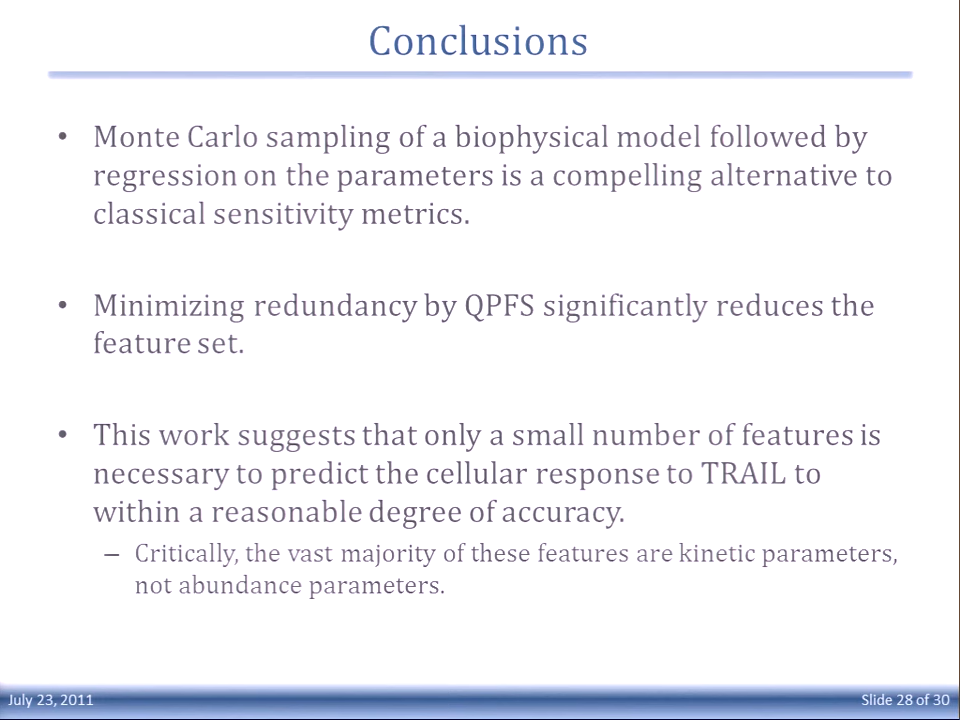 Conclusions
• Monte Carlo sampling of a biophysical model followed by
regression on the parameters is a compelling alternative to
classical sensitivity metrics.
• Minimizing redundancy by QPFS significantly reduces the
feature set.
• This work suggests that only a small number of features is
necessary to predict the cellular response to TRAIL to
within a reasonable degree of accuracy.
– Critically, the vast majority of these features are kinetic parameters,
not abundance parameters.
July 23, 2011
Slide 28 of 30